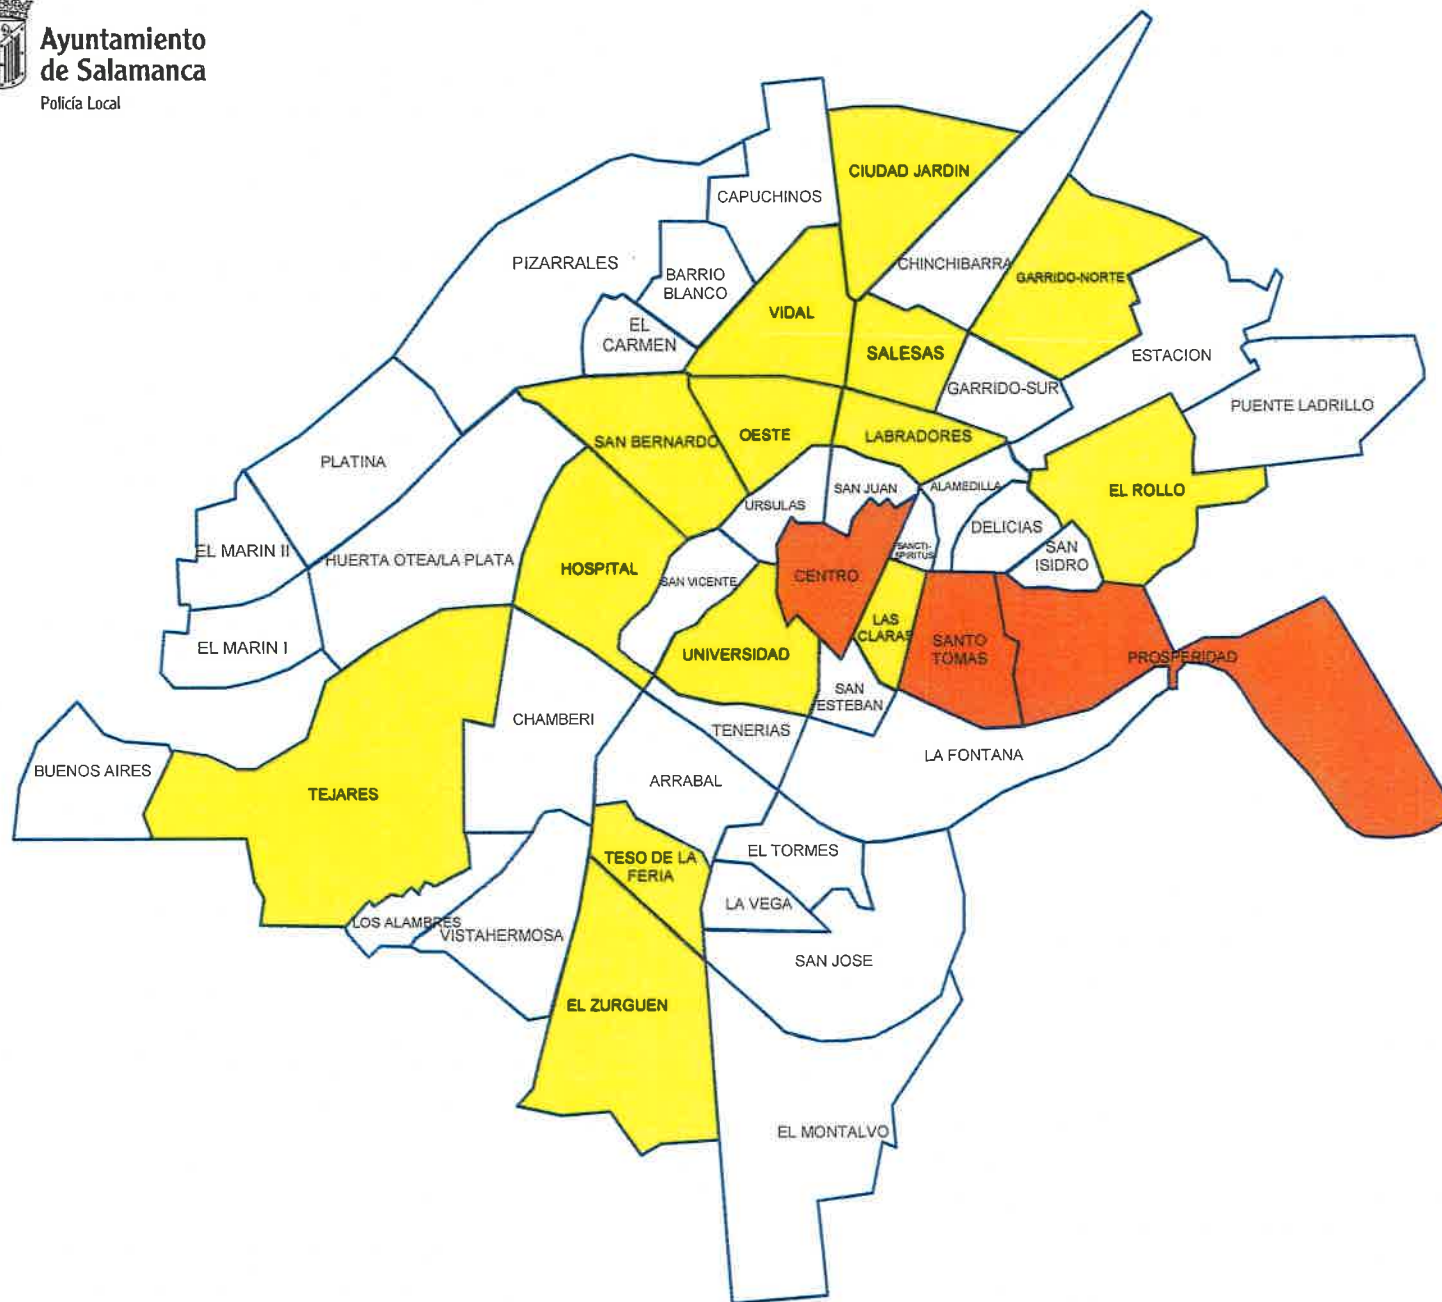 Ayuntamiento
de Salamanca
Policía Local
CIUDAD JARDIN
CAPUCHINOS
PIZARRALES
CHINCHIBARRA
BARRIO
BLANCO
GARRIDO-NORTE
VIDAL
EL
CARMEN
SALESAS
ESTACION
GARRIDO-SUR
PUENTE LADRILLO
SAN BERNARDO
OESTE
LABRADORES
PLATINA
SAN JUAN
ALAMEDILLA
EL ROLLO
URSULAS
DELICIAS
EL MARIN II
HUERTA OTEA/LA PLATA
SANCTI-
SPIRITUS
SAN
ISIDRO
HOSPITAL
SAN VICENTE
CENTRO
LAS
CLARAS
EL MARIN I
UNIVERSIDAD
SANTO
TOMAS
PROSPERIDAD
SAN
ESTEBAN
CHAMBERI
TENERIAS
LA FONTANA
BUENOS AIRES
ARRABAL
TEJARES
EL TORMES
TESO DE LA
FERIA
LA VEGA
LOS ALAMBRES
VISTAHERMOSA
SAN JOSE
EL ZURGUEN
EL MONTALVO